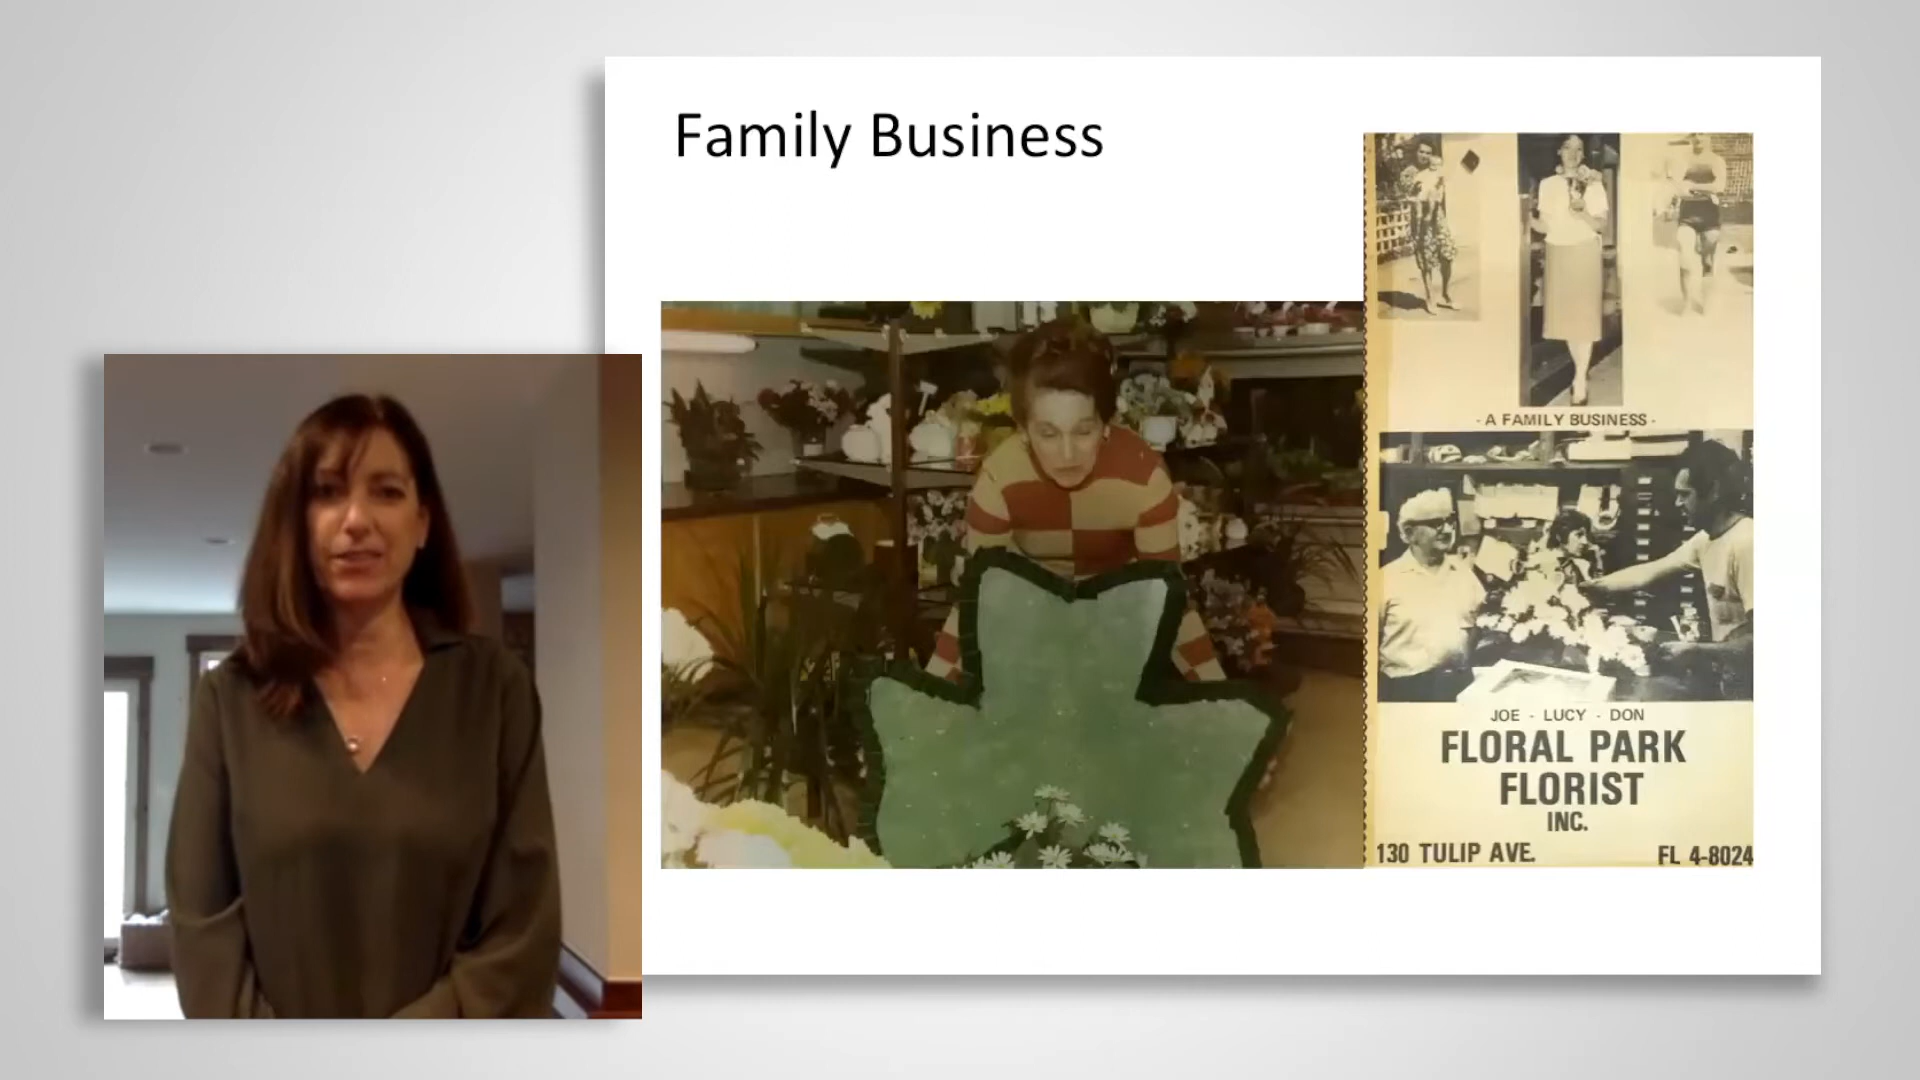 Family Business
- A FAMILY BUSINESS -
JOE - LUCY - DON
FLORAL PARK
FLORIST
INC.
130 TULIP AVE. FL 4-8024